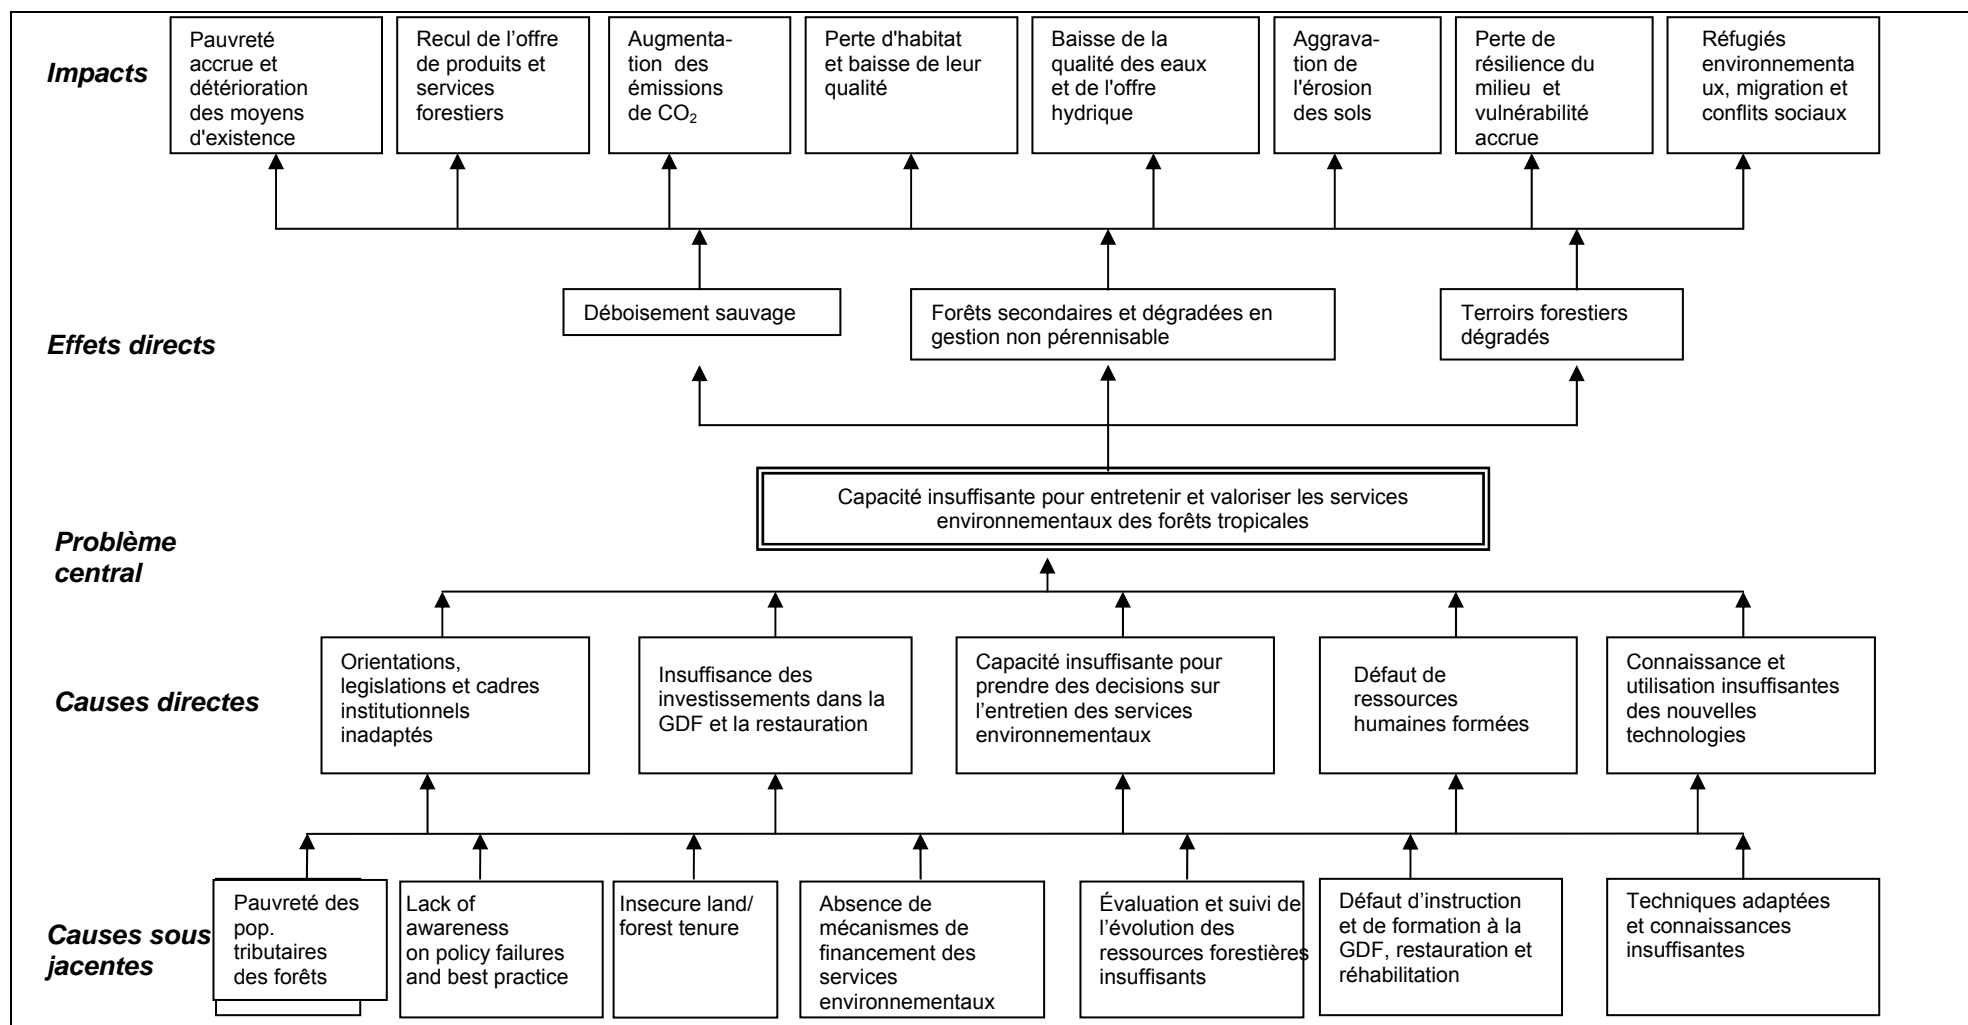 Impacts
Pauvreté
accrue et
détérioration
des moyens
d'existence
Recul de l’offre
de produits et
services
forestiers
Augmenta-
tion des
émissions
de CO₂
Perte d'habitat
et baisse de leur
qualité
Baisse de la
qualité des eaux
et de l'offre
hydrique
Aggrava-
tion de
l'érosion
des sols
Perte de
résilience du
milieu et
vulnérabilité
accrue
Réfugiés
environnementa
ux, migration et
conflits sociaux
Effets directs
Déboisement sauvage
Forêts secondaires et dégradées en
gestion non pérennisable
Terroirs forestiers
dégradés
Problème
central
Capacité insuffisante pour entretenir et valoriser les services
environnementaux des forêts tropicales
Causes directes
Orientations,
legislations et cadres
institutionnels
inadaptés
Insuffisance des
investissements dans la
GDF et la restauration
Capacité insuffisante pour
prendre des decisions sur
l’entretien des services
environnementaux
Défaut de
ressources
humaines formées
Connaissance et
utilisation insuffisantes
des nouvelles
technologies
Causes sous
jacentes
Pauvreté des
pop.
tributaires
des forêts
Lack of
awareness
on policy failures
and best practice
Insecure land/
forest tenure
Absence de
mécanismes de
financement des
services
environnementaux
Évaluation et suivi de
l’évolution des
ressources forestières
insuffisants
Défaut d’instruction
et de formation à la
GDF, restauration et
réhabilitation
Techniques adaptées
et connaissances
insuffisantes